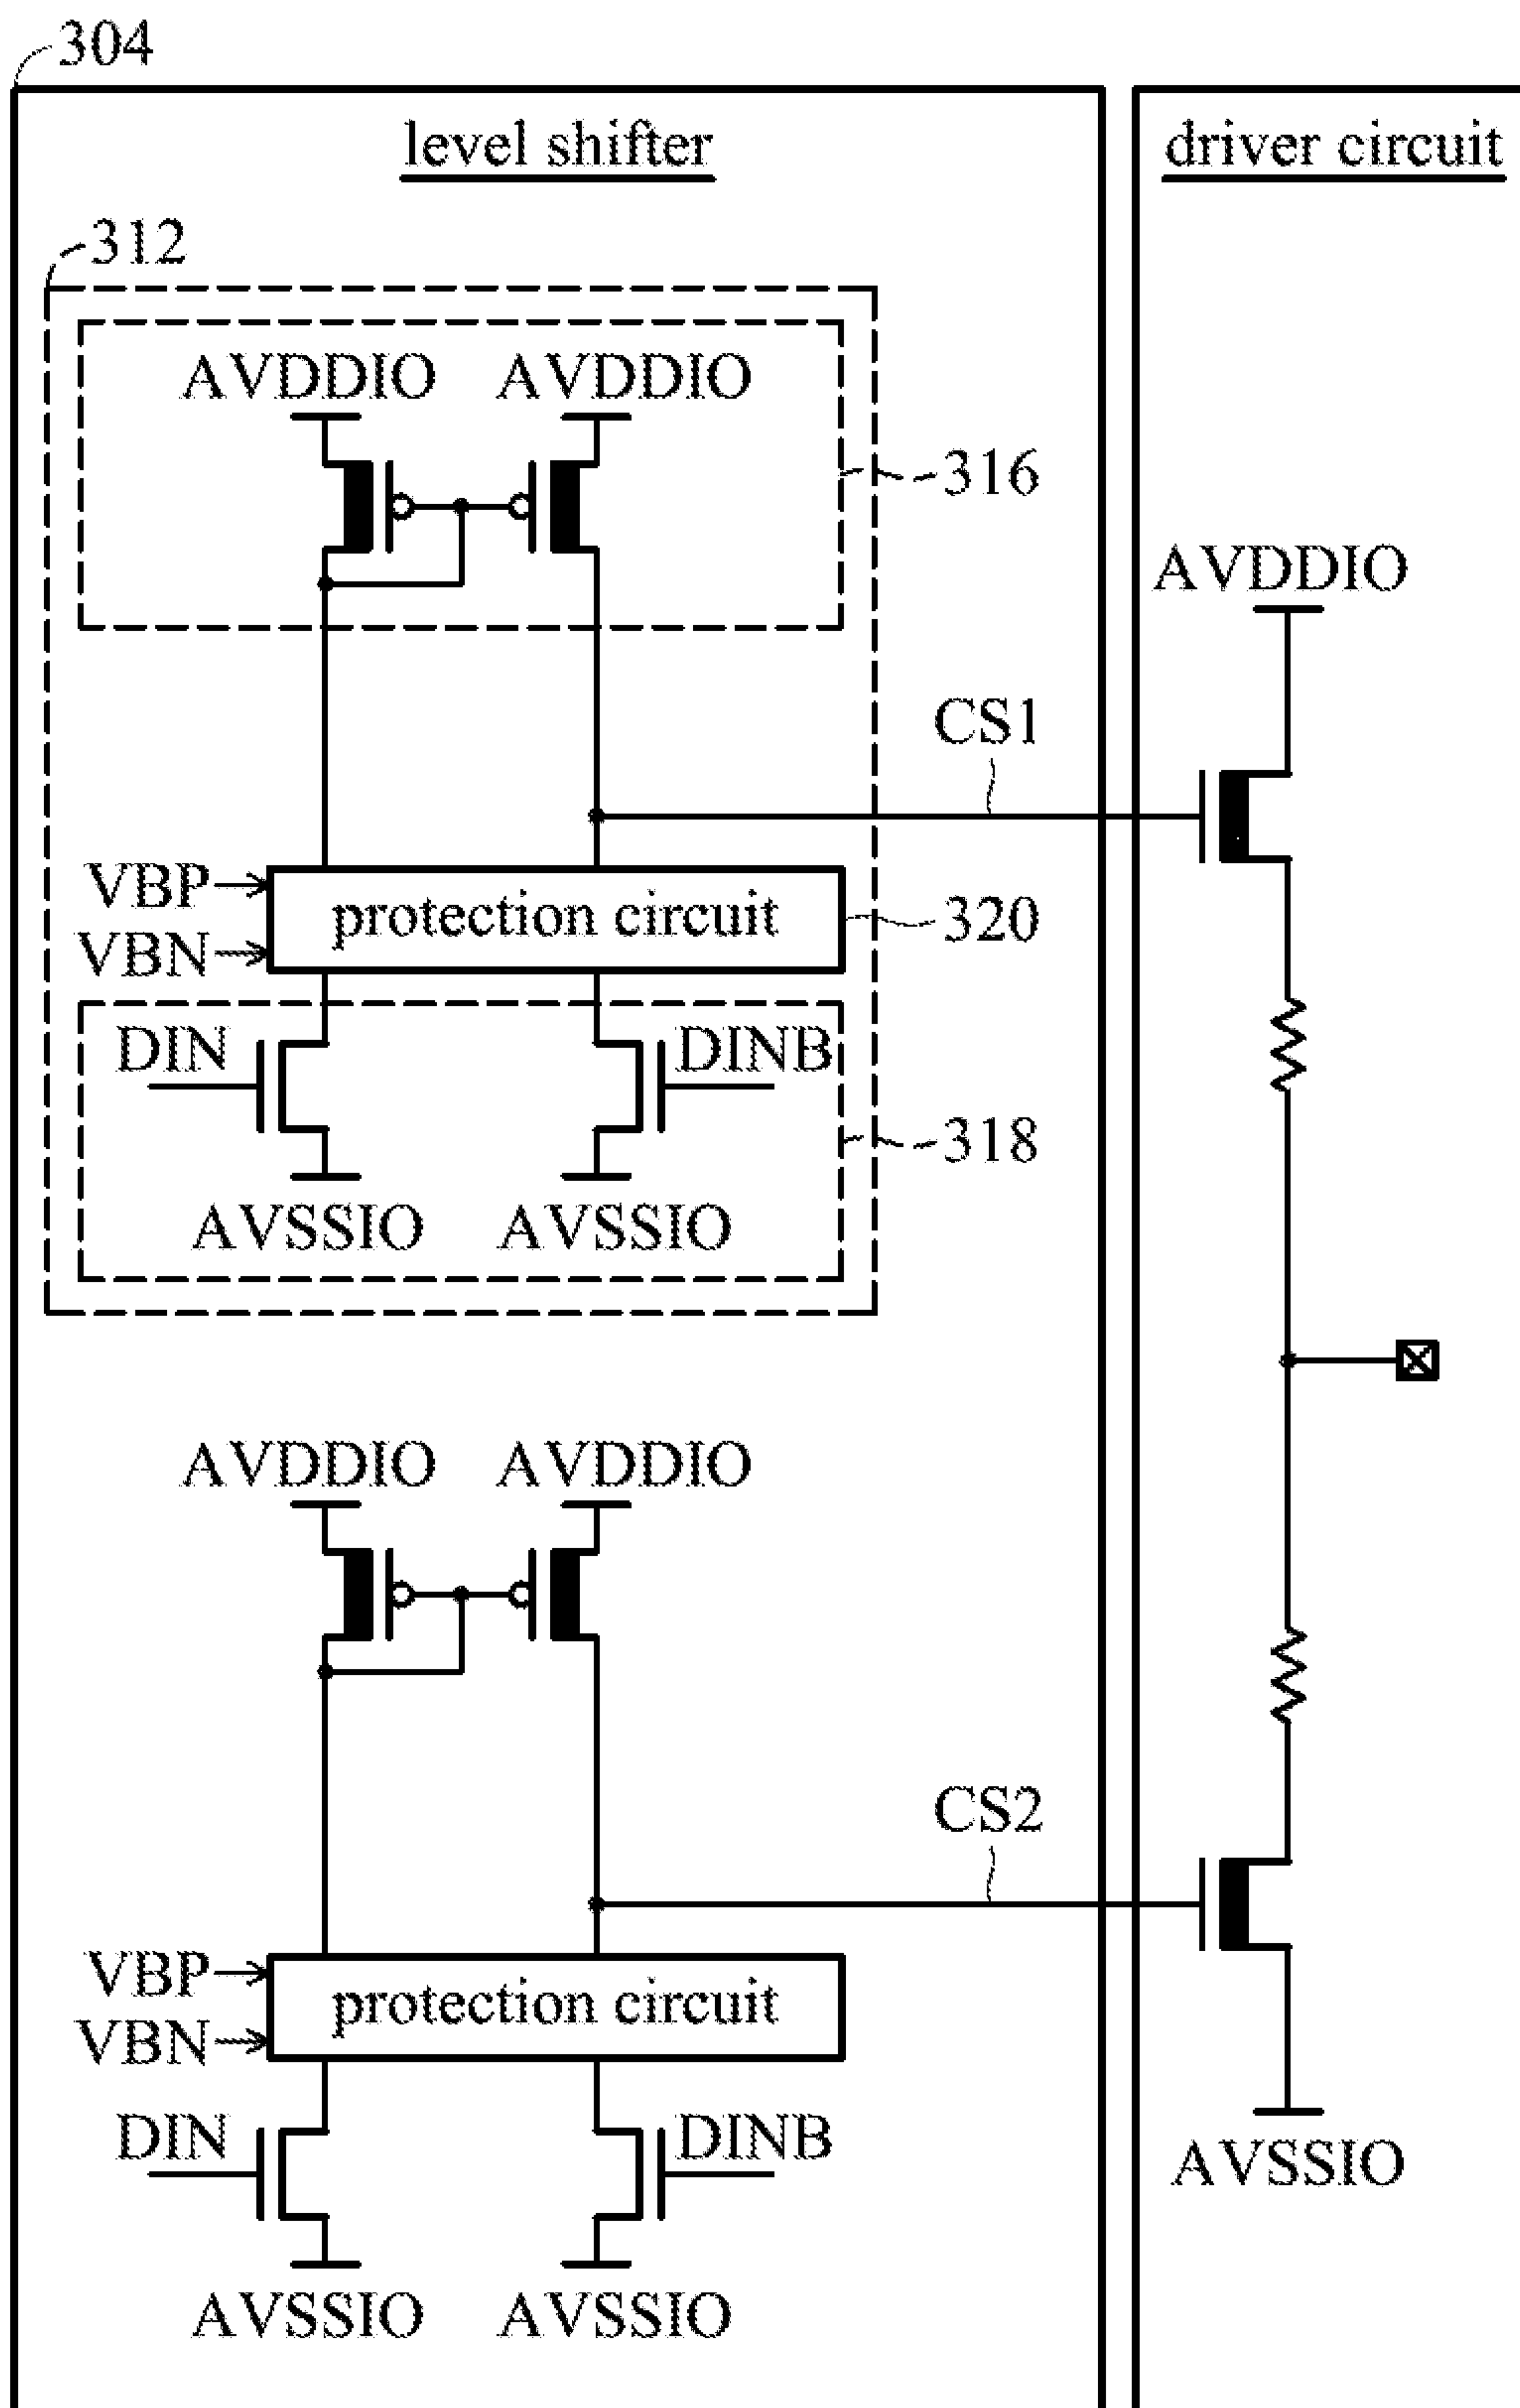 304
level shifter
driver circuit
312
AVDDIO AVDDIO
316
AVDDIO
CS1
VBP
protection circuit
320
VBN
DIN
DINB
318
AVSSIO AVSSIO
AVDDIO AVDDIO
CS2
VBP
protection circuit
VBN
DIN
DINB
AVSSIO
AVSSIO AVSSIO